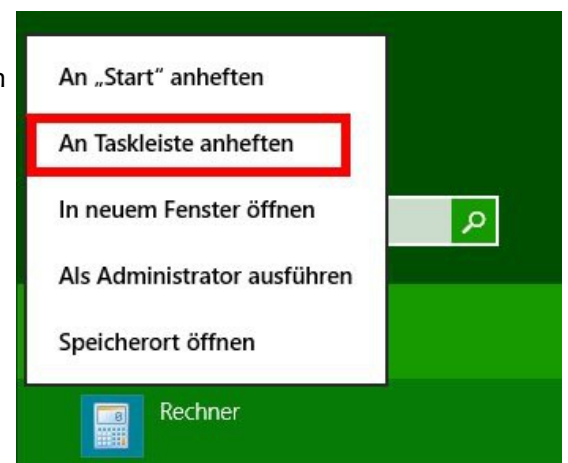 An „Start“ anheften
An Taskleiste anheften
In neuem Fenster öffnen
Als Administrator ausführen
Speicherort öffnen
Rechner